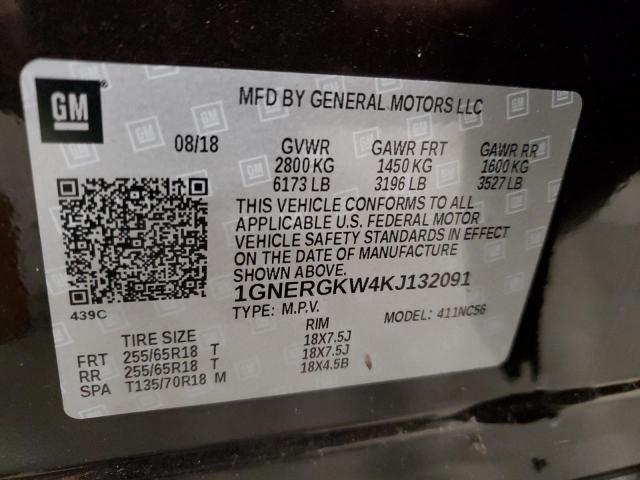 GM
MFD BY GENERAL MOTORS LLC
08/18 GVWR GAWR FRT GAWR RR
2800 KG 1450 KG 1600 KG
6173 LB 3196 LB 3527 LB
THIS VEHICLE CONFORMS TO ALL
APPLICABLE U.S. FEDERAL MOTOR
VEHICLE SAFETY STANDARDS IN EFFECT
ON THE DATE OF MANUFACTURE
SHOWN ABOVE.
439C
1GNERGKW4KJ132091
TYPE: M.P.V. MODEL: 411NC56
TIRE SIZE RIM
FRT 255/65R18 T 18X7.5J
RR 255/65R18 T 18X7.5J
SPA T135/70R18 M 18X4.5B